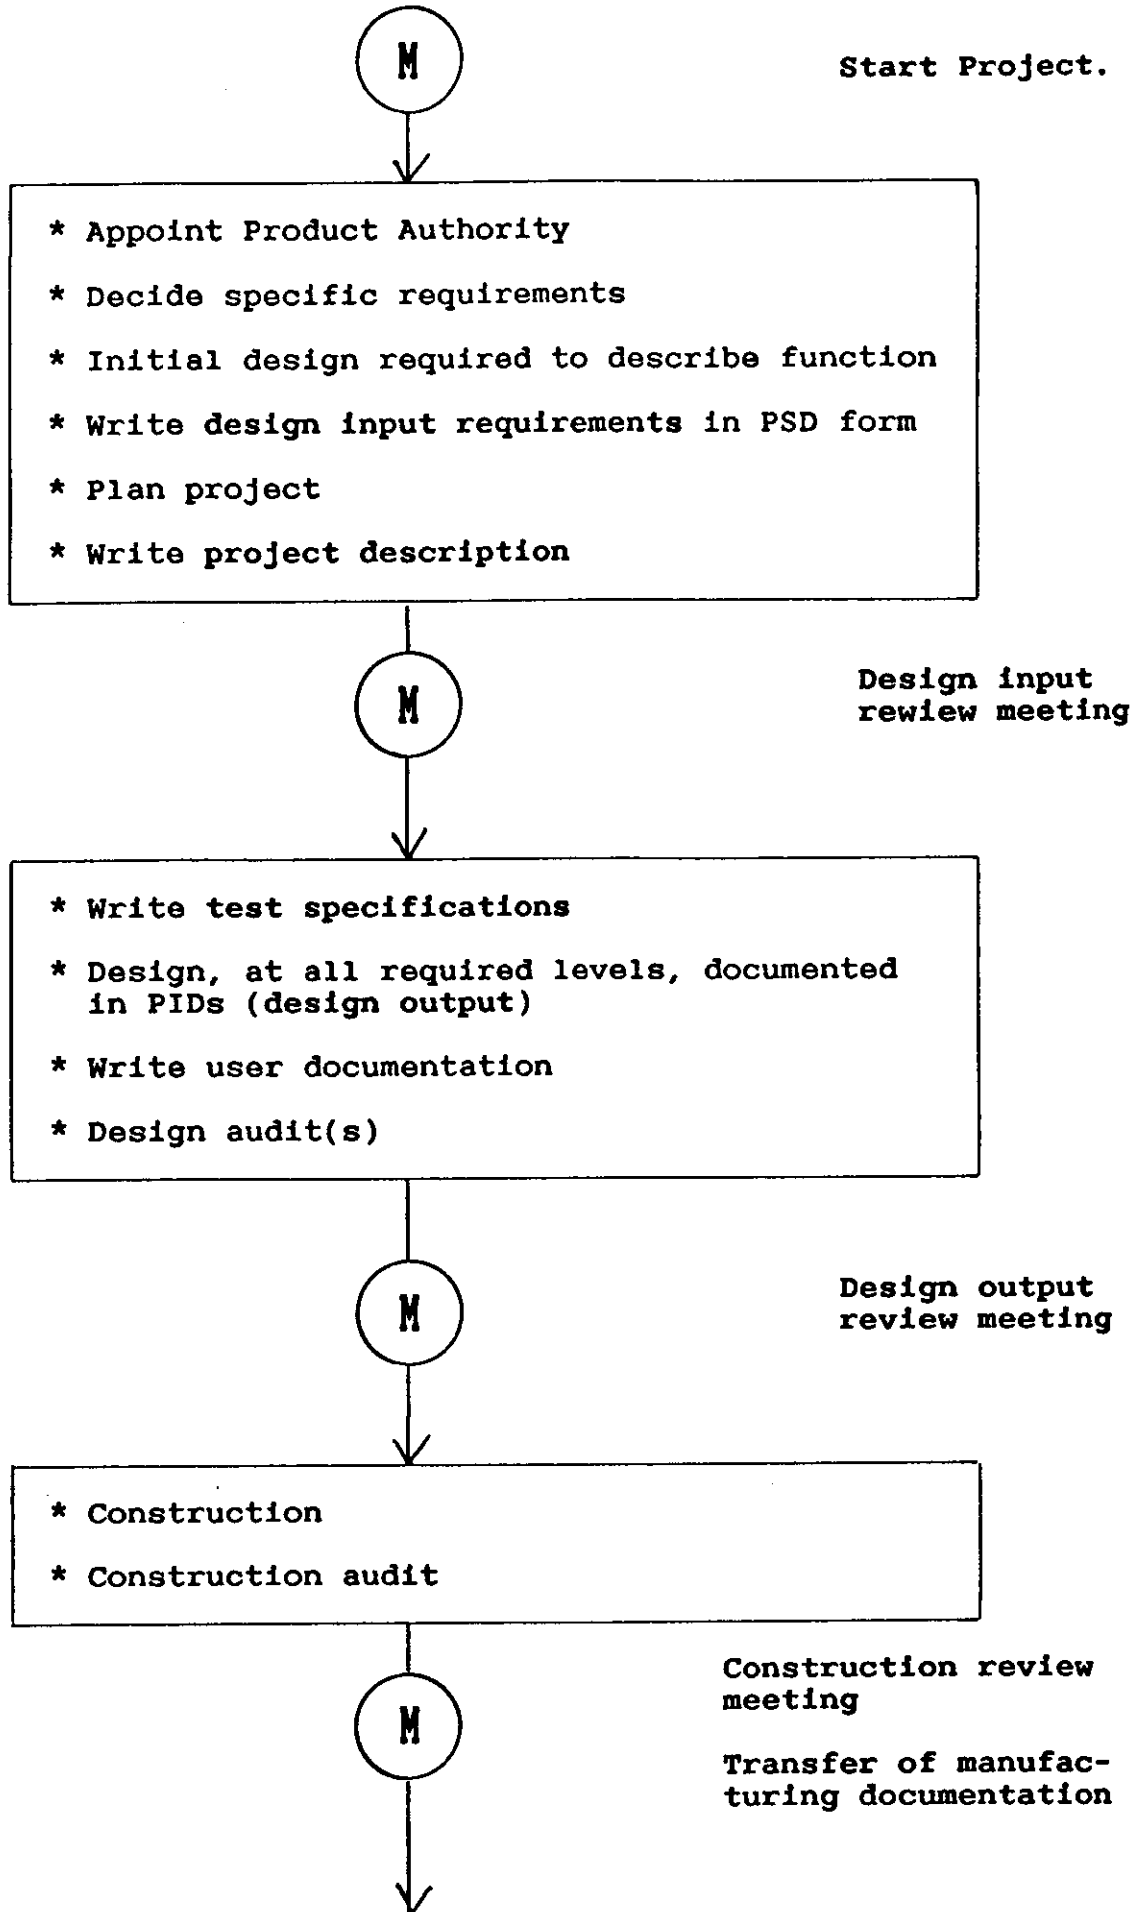 M
Start Project.
* Appoint Product Authority
* Decide specific requirements
* Initial design required to describe function
* Write design input requirements in PSD form
* Plan project
* Write project description
M
Design input
rewiew meeting
* Write test specifications
* Design, at all required levels, documented
in PIDs (design output)
* Write user documentation
* Design audit(s)
M
Design output
review meeting
* Construction
* Construction audit
M
Construction review
meeting
Transfer of manufac-
turing documentation